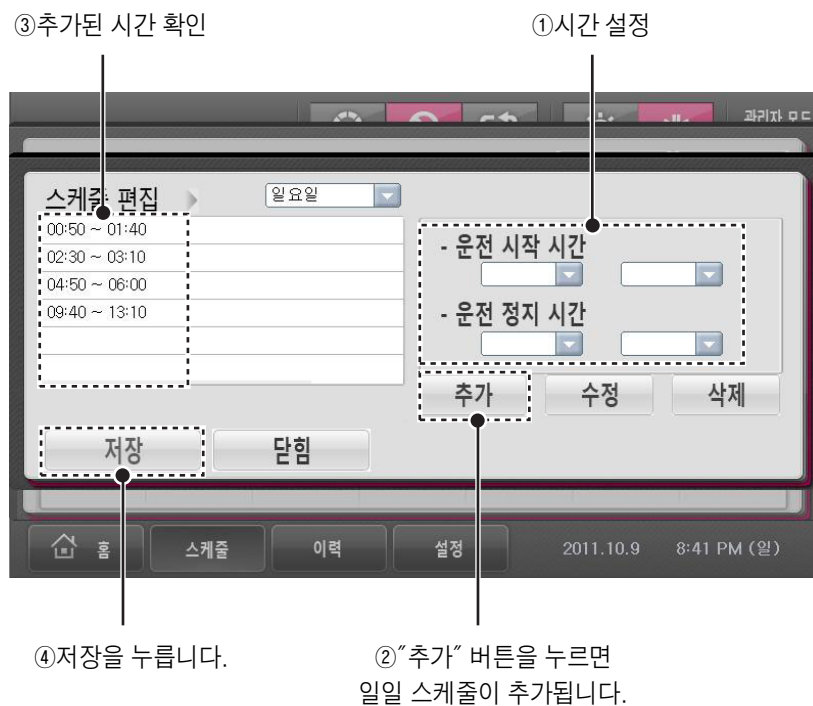 ③추가된 시간 확인
①시간 설정
관리자 모드
스케줄 편집
일요일
00:50 ~ 01:40
02:30 ~ 03:10
04:50 ~ 06:00
09:40 ~ 13:10
- 운전 시작 시간
- 운전 정지 시간
추가
수정
삭제
저장
닫힘
홈
스케줄
이력
설정
2011.10.9
8:41 PM (일)
④저장을 누릅니다.
②″추가″ 버튼을 누르면
일일 스케줄이 추가됩니다.